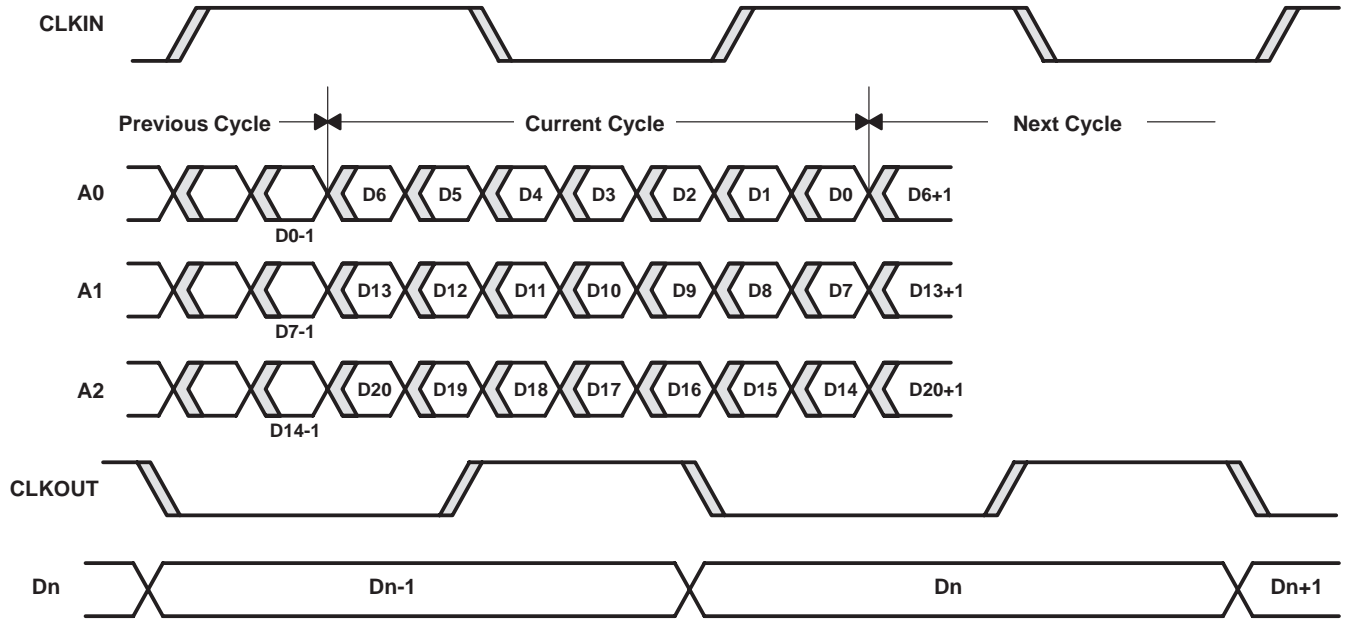 CLKIN
Previous Cycle
Current Cycle
Next Cycle
A0
D6
D5
D4
D3
D2
D1
D0
D6+1
D0-1
A1
D13
D12
D11
D10
D9
D8
D7
D13+1
D7-1
A2
D20
D19
D18
D17
D16
D15
D14
D20+1
D14-1
CLKOUT
Dn
Dn-1
Dn
Dn+1